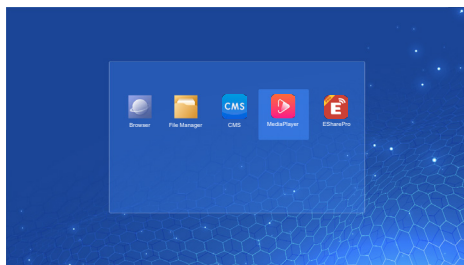 CMS
E
Browser
File Manager
CMS
MediaPlayer
ESharePro